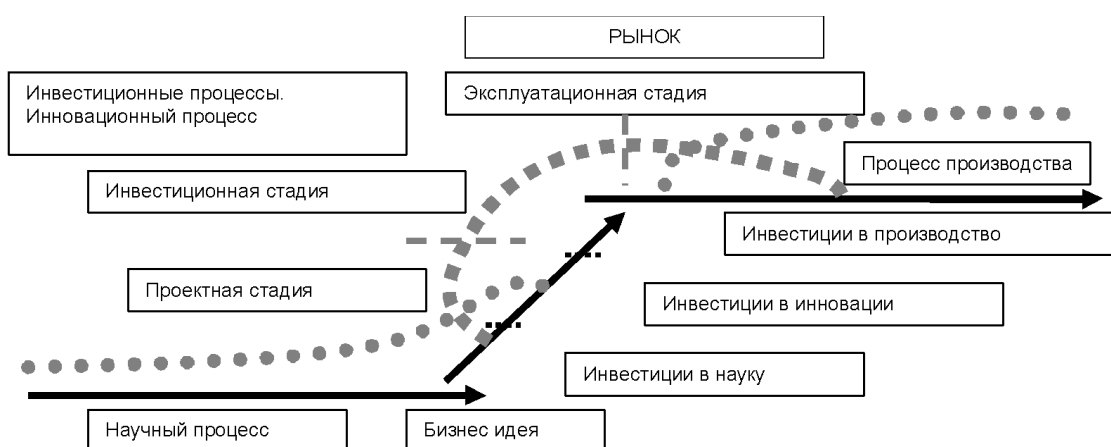 РЫНОК
Инвестиционные процессы.
Инновационный процесс
Эксплуатационная стадия
Процесс производства
Инвестиционная стадия
Инвестиции в производство
Проектная стадия
Инвестиции в инновации
Инвестиции в науку
Научный процесс
Бизнес идея